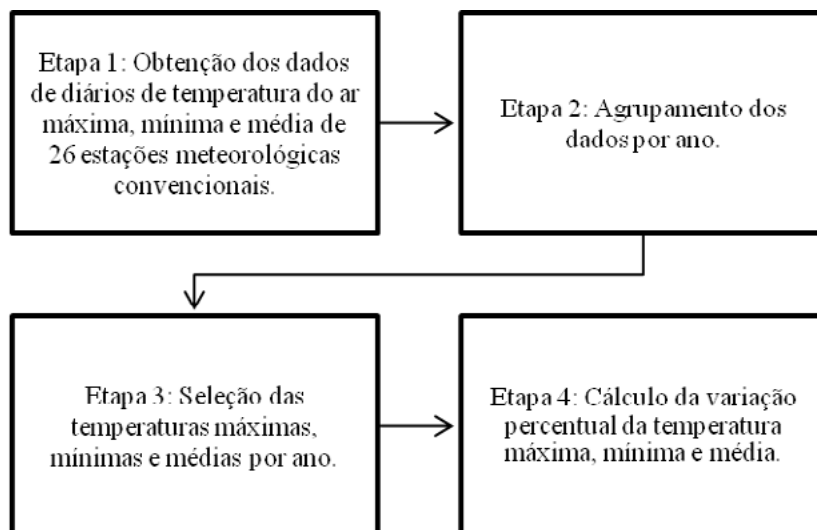 Etapa 1: Obtenção dos dados
de diários de temperatura do ar
máxima, mínima e média de
26 estações meteorológicas
convencionais.
Etapa 2: Agrupamento dos
dados por ano.
Etapa 3: Seleção das
temperaturas máximas,
mínimas e médias por ano.
Etapa 4: Cálculo da variação
percentual da temperatura
máxima, mínima e média.